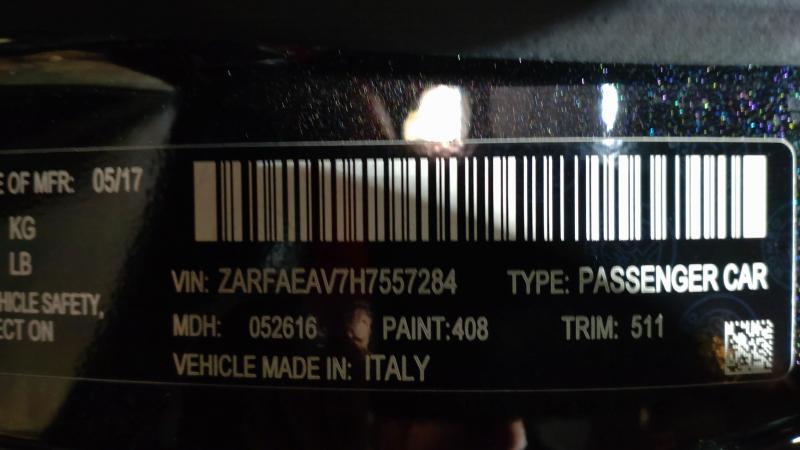 E OF MFR: 05/17
KG
LB
EHICLE SAFETY,
ECT ON
VIN: ZARFAEAV7H7557284 TYPE: PASSENGER CAR
MDH: 052616 PAINT:408 TRIM: 511
VEHICLE MADE IN: ITALY